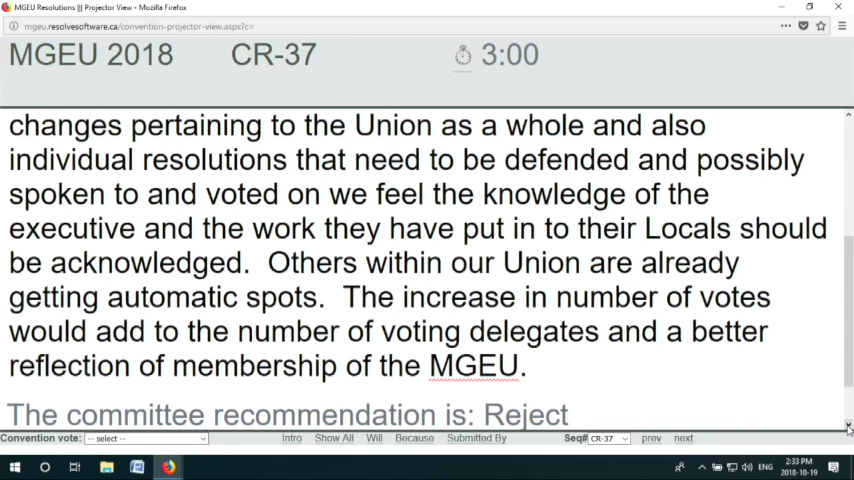 MGEU Resolutions ||| Projector View - Mozilla Firefox
mgeu.resolvesoftware.ca/convention-projector-view.aspx?c=
MGEU 2018 CR-37 3:00
changes pertaining to the Union as a whole and also
individual resolutions that need to be defended and possibly
spoken to and voted on we feel the knowledge of the
executive and the work they have put in to their Locals should
be acknowledged.  Others within our Union are already
getting automatic spots.  The increase in number of votes
would add to the number of voting delegates and a better
reflection of membership of the MGEU.
The committee recommendation is: Reject
Convention vote: -- select -- Intro Show All Will Because Submitted By Seq# CR-37 prev next
ENG 2:33 PM
2018-10-19